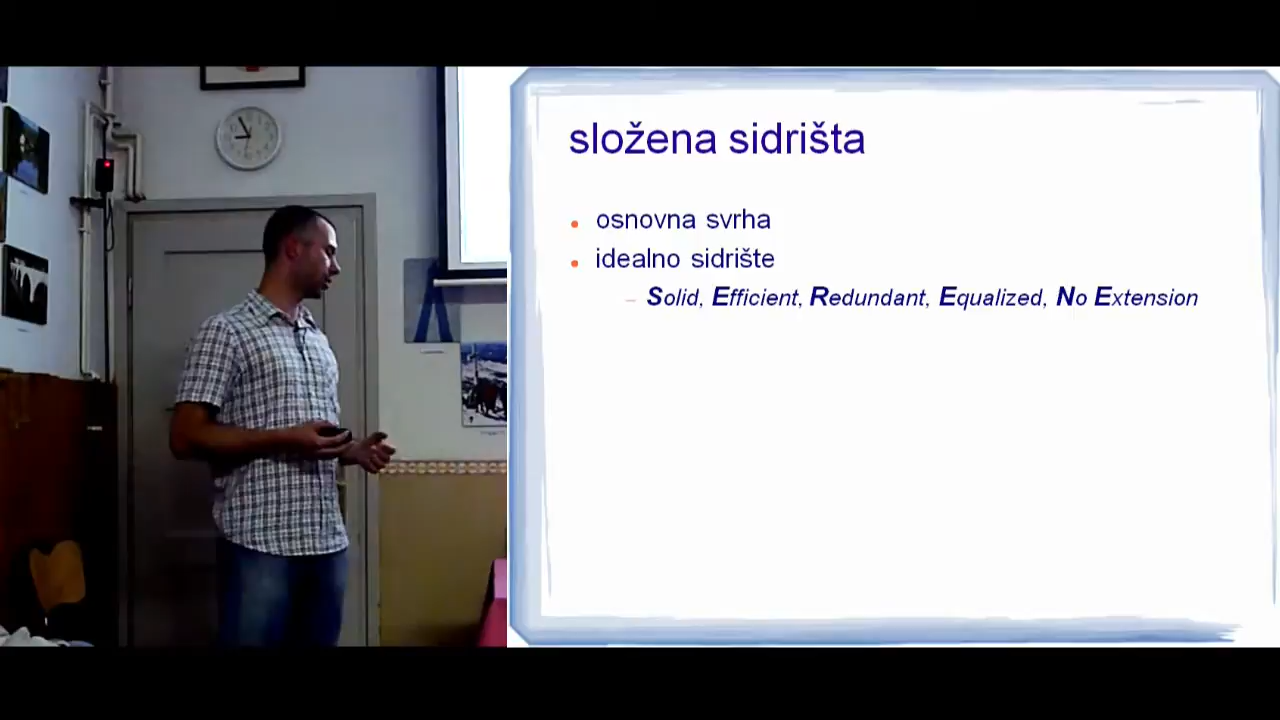 složena sidrišta
osnovna svrha
idealno sidrište
– Solid, Efficient, Redundant, Equalized, No Extension